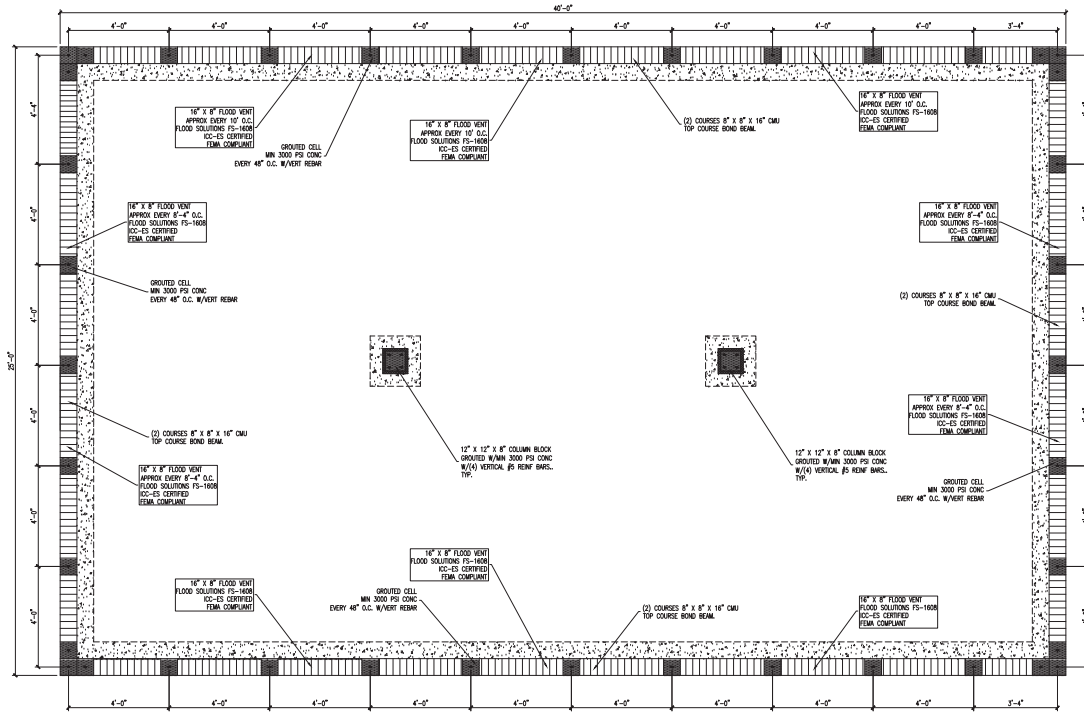 40'-0"
4'-0" 4'-0" 4'-0" 4'-0" 4'-0" 4'-0" 4'-0" 4'-0" 4'-0" 3'-4"
16" X 8" FLOOD VENT
APPROX EVERY 10' O.C.
FLOOD SOLUTIONS FS-1608
ICC-ES CERTIFIED
FEMA COMPLIANT
GROUTED CELL
MIN 3000 PSI CONC
EVERY 48" O.C. W/VERT REBAR
16" X 8" FLOOD VENT
APPROX EVERY 10' O.C.
FLOOD SOLUTIONS FS-1608
ICC-ES CERTIFIED
FEMA COMPLIANT
(2) COURSES 8" X 8" X 16" CMU
TOP COURSE BOND BEAM.
16" X 8" FLOOD VENT
APPROX EVERY 10' O.C.
FLOOD SOLUTIONS FS-1608
ICC-ES CERTIFIED
FEMA COMPLIANT
4'-4"
4'-0"
4'-0"
4'-0"
4'-0"
4'-0"
25'-0"
16" X 8" FLOOD VENT
APPROX EVERY 8'-4" O.C.
FLOOD SOLUTIONS FS-1608
ICC-ES CERTIFIED
FEMA COMPLIANT
16" X 8" FLOOD VENT
APPROX EVERY 8'-4" O.C.
FLOOD SOLUTIONS FS-1608
ICC-ES CERTIFIED
FEMA COMPLIANT
GROUTED CELL
MIN 3000 PSI CONC
EVERY 48" O.C. W/VERT REBAR
(2) COURSES 8" X 8" X 16" CMU
TOP COURSE BOND BEAM.
16" X 8" FLOOD VENT
APPROX EVERY 8'-4" O.C.
FLOOD SOLUTIONS FS-1608
ICC-ES CERTIFIED
FEMA COMPLIANT
(2) COURSES 8" X 8" X 16" CMU
TOP COURSE BOND BEAM.
12" X 12" X 8" COLUMN BLOCK
GROUTED W/MIN 3000 PSI CONC
W/(4) VERTICAL #5 REINF BARS..
TYP.
12" X 12" X 8" COLUMN BLOCK
GROUTED W/MIN 3000 PSI CONC
W/(4) VERTICAL #5 REINF BARS..
TYP.
16" X 8" FLOOD VENT
APPROX EVERY 8'-4" O.C.
FLOOD SOLUTIONS FS-1608
ICC-ES CERTIFIED
FEMA COMPLIANT
GROUTED CELL
MIN 3000 PSI CONC
EVERY 48" O.C. W/VERT REBAR
16" X 8" FLOOD VENT
FLOOD SOLUTIONS FS-1608
ICC-ES CERTIFIED
FEMA COMPLIANT
16" X 8" FLOOD VENT
FLOOD SOLUTIONS FS-1608
ICC-ES CERTIFIED
FEMA COMPLIANT
GROUTED CELL
MIN 3000 PSI CONC
EVERY 48" O.C. W/VERT REBAR
(2) COURSES 8" X 8" X 16" CMU
TOP COURSE BOND BEAM.
16" X 8" FLOOD VENT
FLOOD SOLUTIONS FS-1608
ICC-ES CERTIFIED
FEMA COMPLIANT
4'-0" 4'-0" 4'-0" 4'-0" 4'-0" 4'-0" 4'-0" 4'-0" 4'-0" 3'-4"